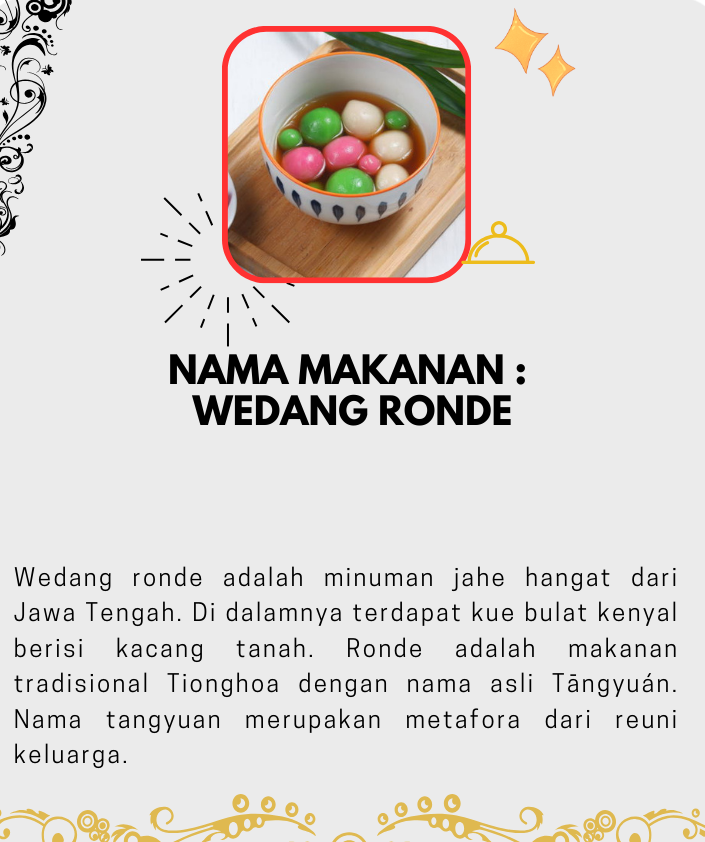 NAMA MAKANAN :
WEDANG RONDE
Wedang ronde adalah minuman jahe hangat dari
Jawa Tengah. Di dalamnya terdapat kue bulat kenyal
berisi kacang tanah. Ronde adalah makanan
tradisional Tionghoa dengan nama asli Tāngyuán.
Nama tangyuan merupakan metafora dari reuni
keluarga.